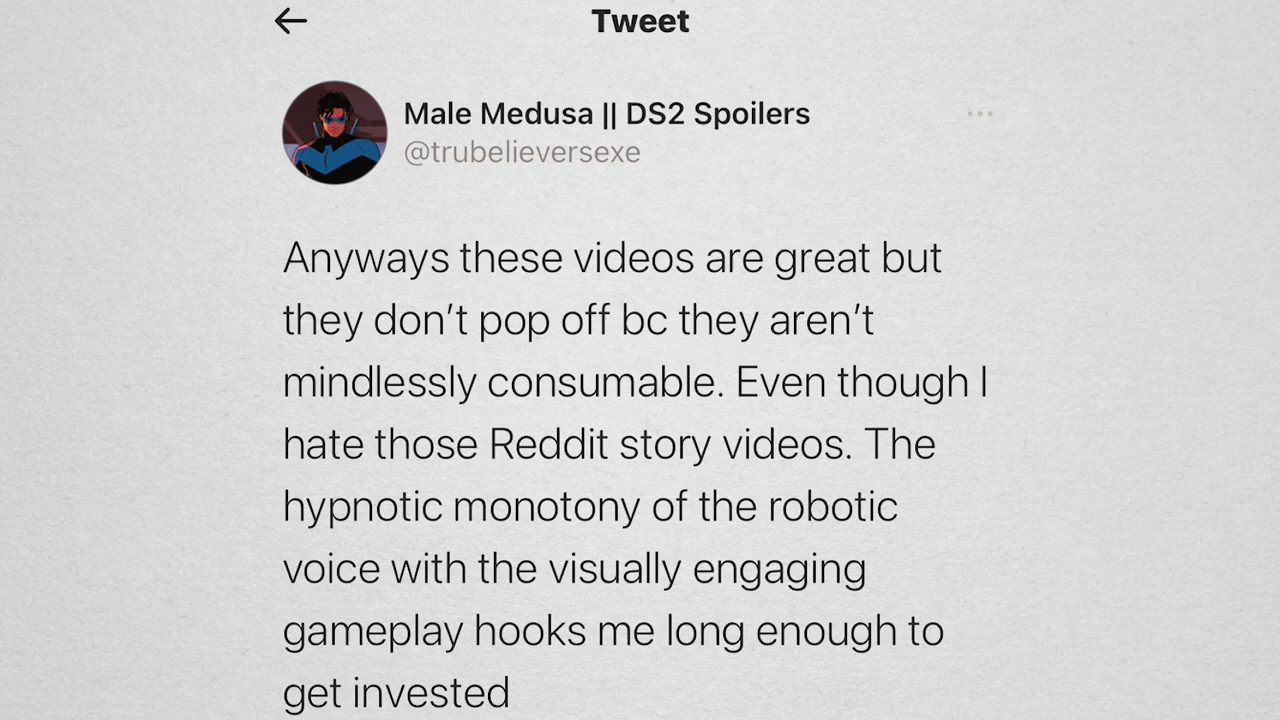 Tweet
Male Medusa || DS2 Spoilers
@trubelieversexe
Anyways these videos are great but
they don’t pop off bc they aren’t
mindlessly consumable. Even though I
hate those Reddit story videos. The
hypnotic monotony of the robotic
voice with the visually engaging
gameplay hooks me long enough to
get invested